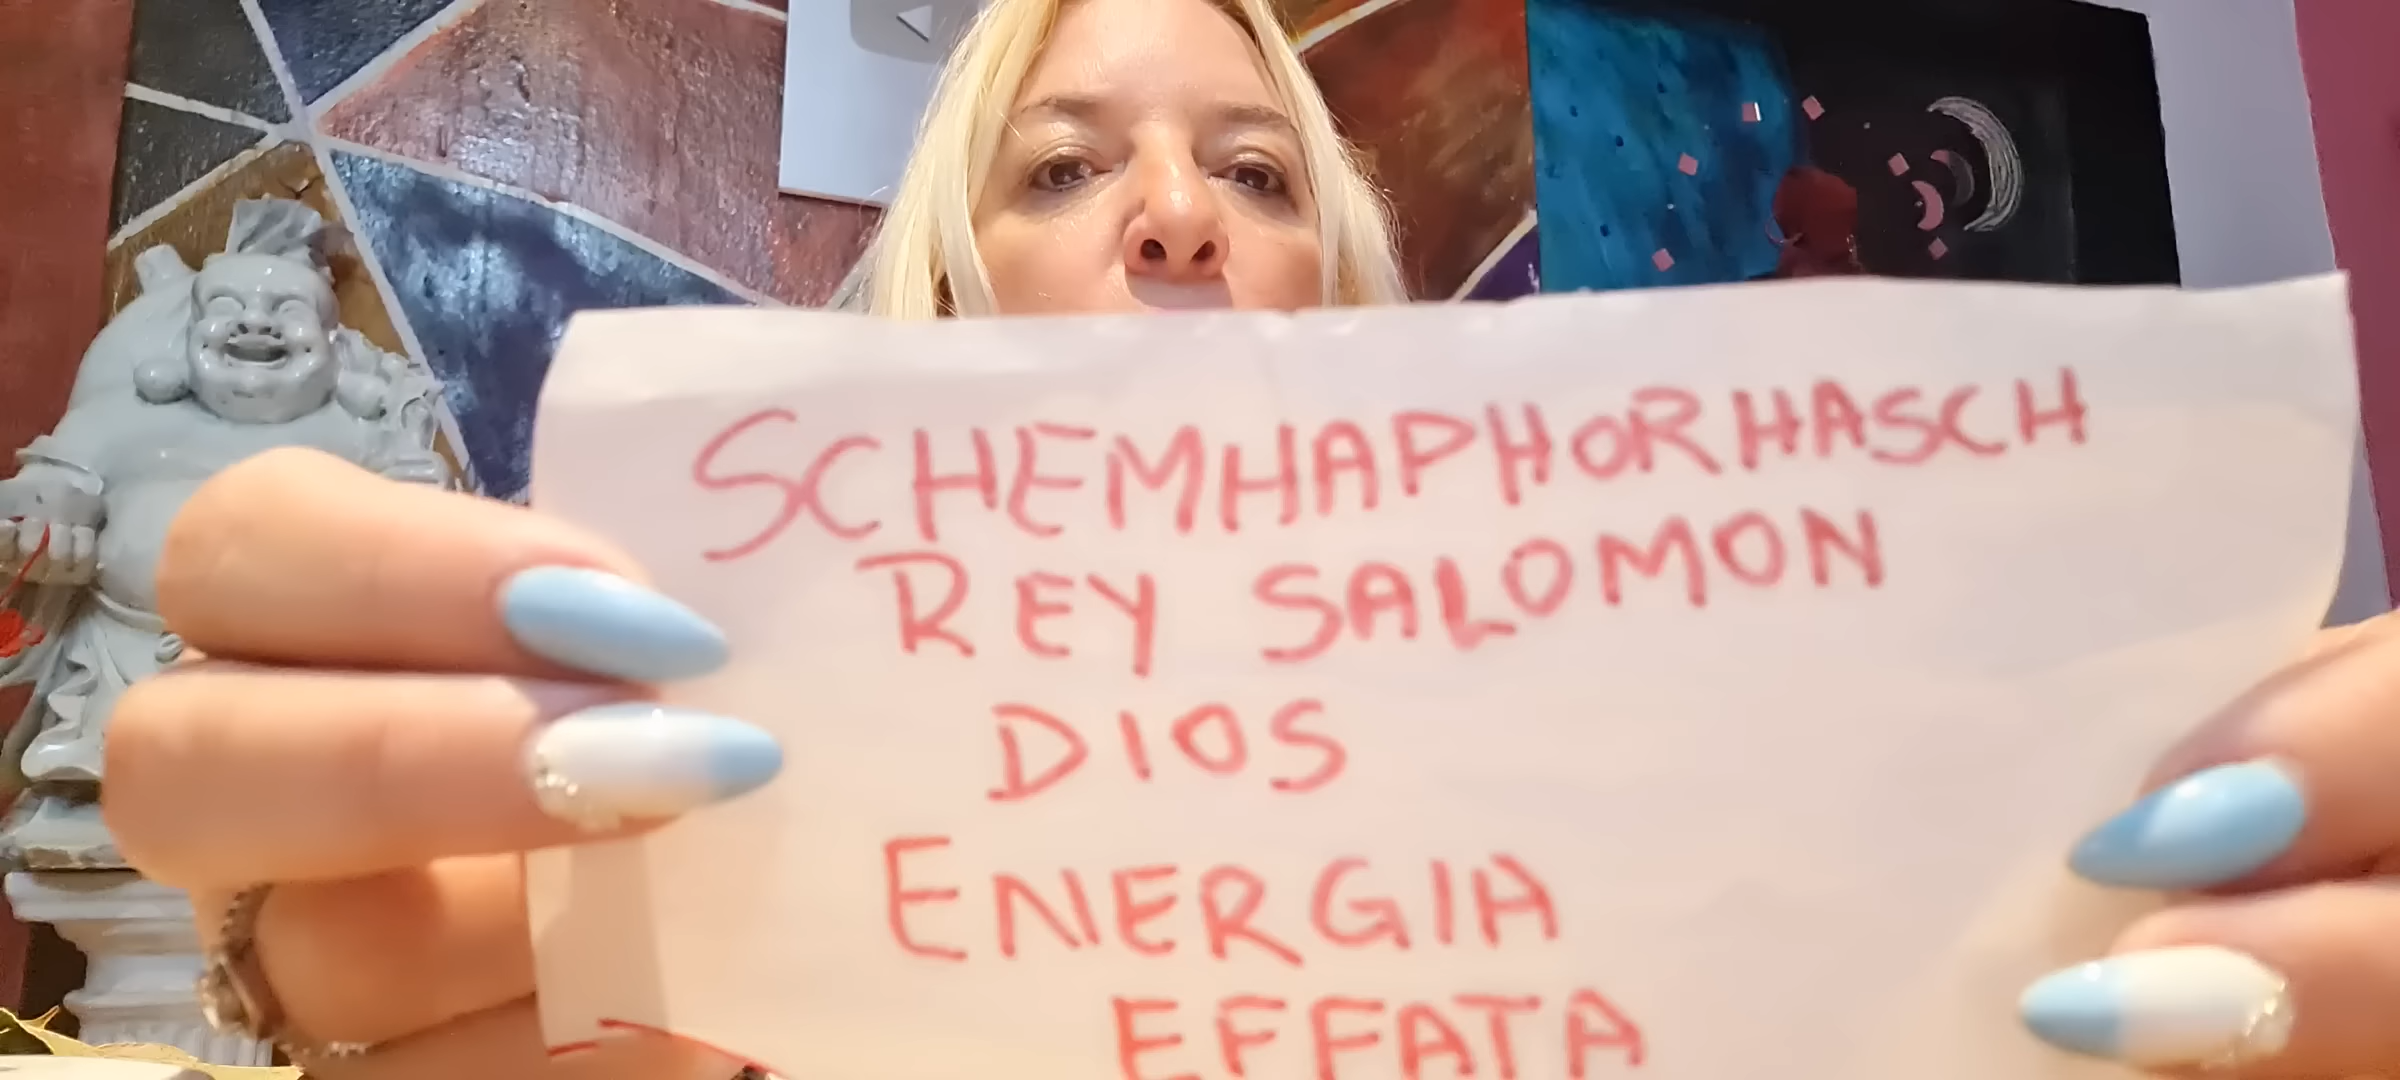 SCHEMHAPHORHASCH
REY SALOMON
DIOS
ENERGIA
EFFATA